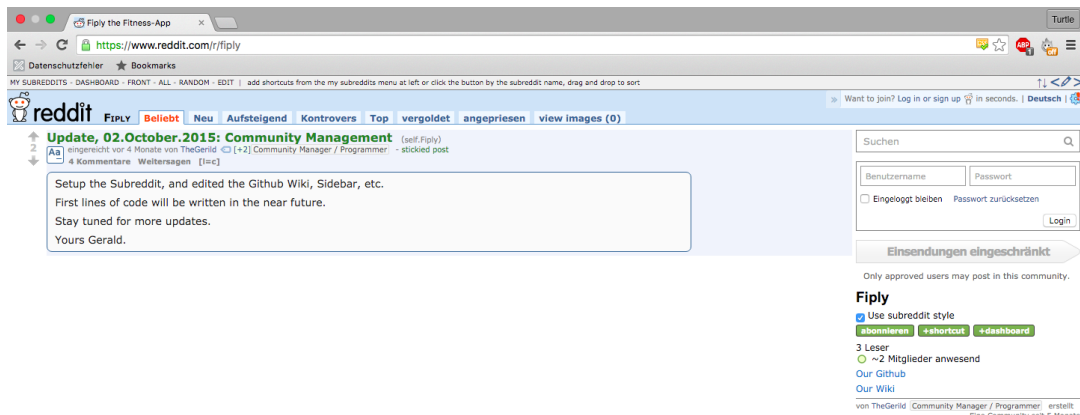 Fiply the Fitness-App
Turtle
https://www.reddit.com/r/fiply
ABP
1
off
Datenschutzfehler Bookmarks
MY SUBREDDITS - DASHBOARD - FRONT - ALL - RANDOM - EDIT | add shortcuts from the my subreddits menu at left or click the button by the subreddit name, drag and drop to sort
reddit FIPLY Beliebt Neu Aufsteigend Kontrovers Top vergoldet angepriesen view images (0)
» Want to join? Log in or sign up in seconds. | Deutsch |
Update, 02.October.2015: Community Management (self.Fiply)
2
Aa eingereicht vor 4 Monate von TheGerild [+2] Community Manager / Programmer - stickied post
4 Kommentare Weitersagen [l=c]
Setup the Subreddit, and edited the Github Wiki, Sidebar, etc.
First lines of code will be written in the near future.
Stay tuned for more updates.
Yours Gerald.
Suchen
Benutzername Passwort
Eingeloggt bleiben Passwort zurücksetzen
Login
Einsendungen eingeschränkt
Only approved users may post in this community.
Fiply
Use subreddit style
abonnieren +shortcut +dashboard
3 Leser
~2 Mitglieder anwesend
Our Github
Our Wiki
von TheGerild Community Manager / Programmer erstellt
Eine Community seit 5 Monate